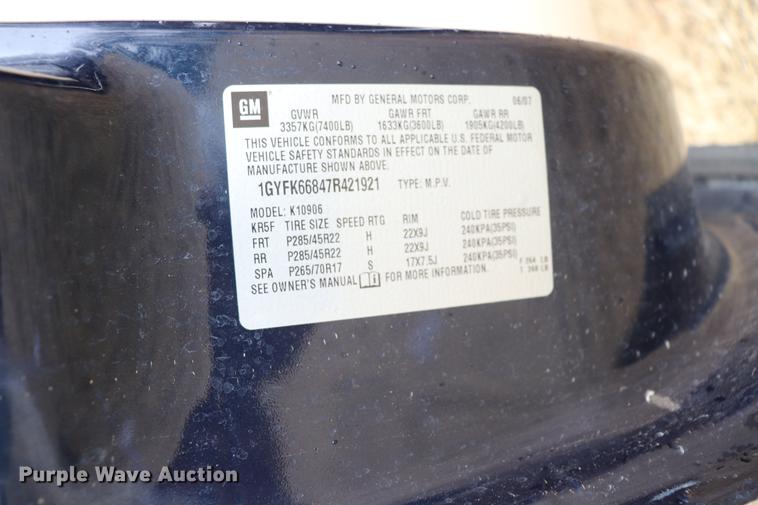 GM MFD BY GENERAL MOTORS CORP. 06/07
GVWR GAWR FRT GAWR RR
3357KG(7400LB) 1633KG(3600LB) 1905KG(4200LB)
THIS VEHICLE CONFORMS TO ALL APPLICABLE U.S. FEDERAL MOTOR
VEHICLE SAFETY STANDARDS IN EFFECT ON THE DATE OF
MANUFACTURE SHOWN ABOVE.
1GYFK66847R421921 TYPE: M.P.V.
MODEL: K10906
KR5F TIRE SIZE SPEED RTG RIM COLD TIRE PRESSURE
FRT P285/45R22 H 22X9J 240KPA(35PSI)
RR P285/45R22 H 22X9J 240KPA(35PSI)
SPA P265/70R17 S 17X7.5J 240KPA(35PSI)
SEE OWNER'S MANUAL FOR MORE INFORMATION.
F 264 LB
T 268 LB
Purple Wave Auction